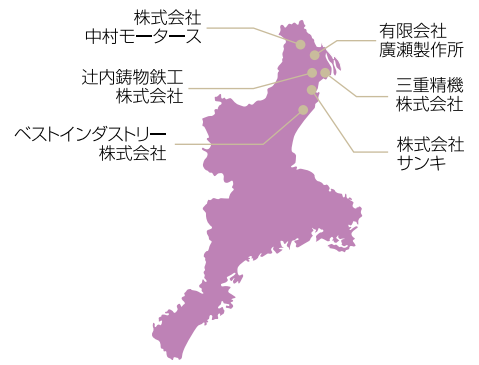 株式会社
中村モータース
有限会社
廣瀬製作所
辻内鋳物鉄工
株式会社
三重精機
株式会社
ベストインダストリー
株式会社
株式会社
サンキ